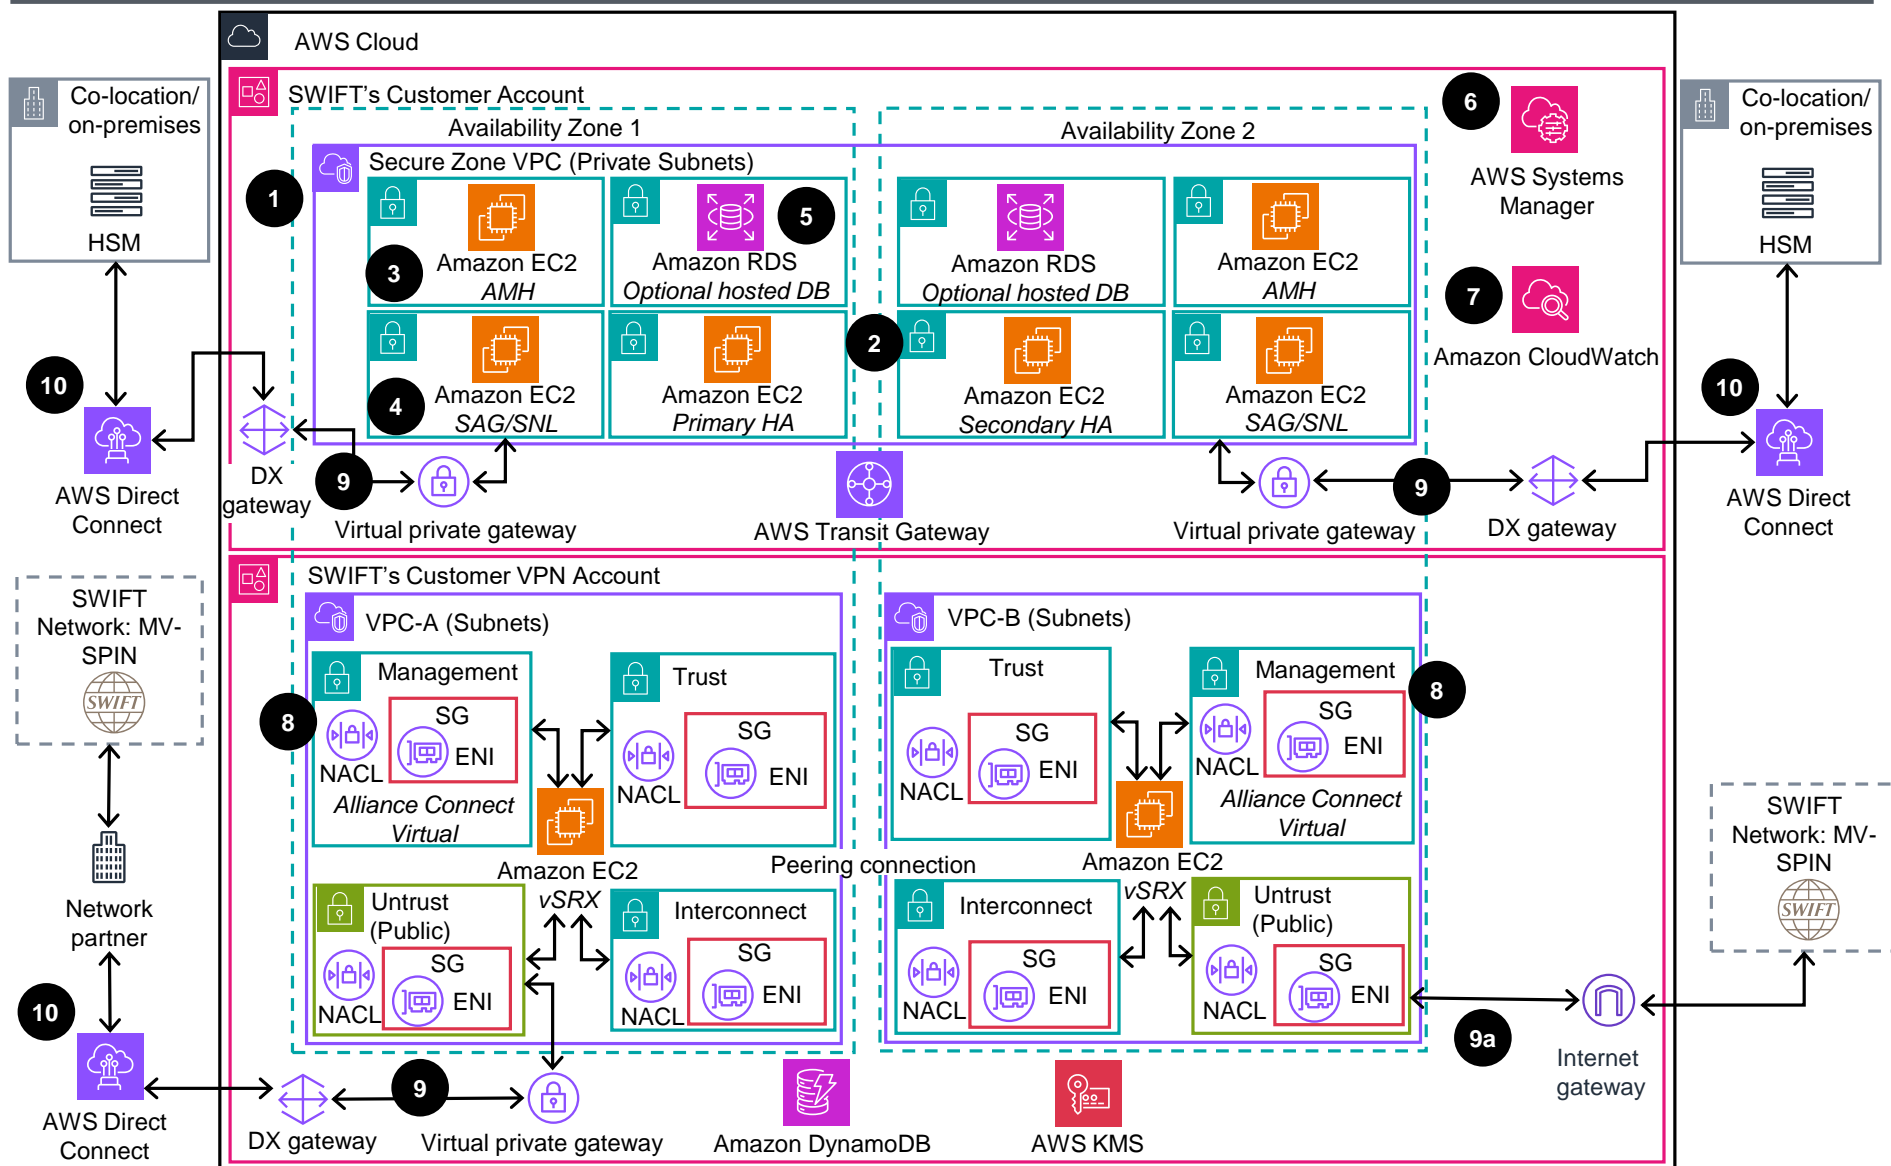 AWS Cloud
SWIFT's Customer Account
Co-location/
on-premises
HSM
10
AWS Direct
Connect
DX
gateway
Availability Zone 1
Availability Zone 2
1
Secure Zone VPC (Private Subnets)
3
Amazon EC2
AMH
5
Amazon RDS
Optional hosted DB
Amazon RDS
Optional hosted DB
Amazon EC2
AMH
4
Amazon EC2
SAG/SNL
Amazon EC2
Primary HA
2
Amazon EC2
Secondary HA
Amazon EC2
SAG/SNL
6
AWS Systems
Manager
7
Amazon CloudWatch
Co-location/
on-premises
HSM
10
AWS Direct
Connect
9
Virtual private gateway
AWS Transit Gateway
Virtual private gateway
9
DX gateway
SWIFT's Customer VPN Account
SWIFT
Network: MV-
SPIN
SWIFT
Network
partner
10
AWS Direct
Connect
VPC-A (Subnets)
8
Management
SG
ENI
NACL
Alliance Connect
Virtual
Trust
SG
ENI
NACL
Amazon EC2
vSRX
Untrust
(Public)
SG
ENI
NACL
Interconnect
SG
ENI
NACL
Peering connection
VPC-B (Subnets)
Trust
SG
ENI
NACL
8
Management
SG
ENI
NACL
Alliance Connect
Virtual
Amazon EC2
vSRX
Interconnect
SG
ENI
NACL
Untrust
(Public)
SG
ENI
NACL
9a
Internet
gateway
SWIFT
Network: MV-
SPIN
SWIFT
DX gateway
9
Virtual private gateway
Amazon DynamoDB
AWS KMS